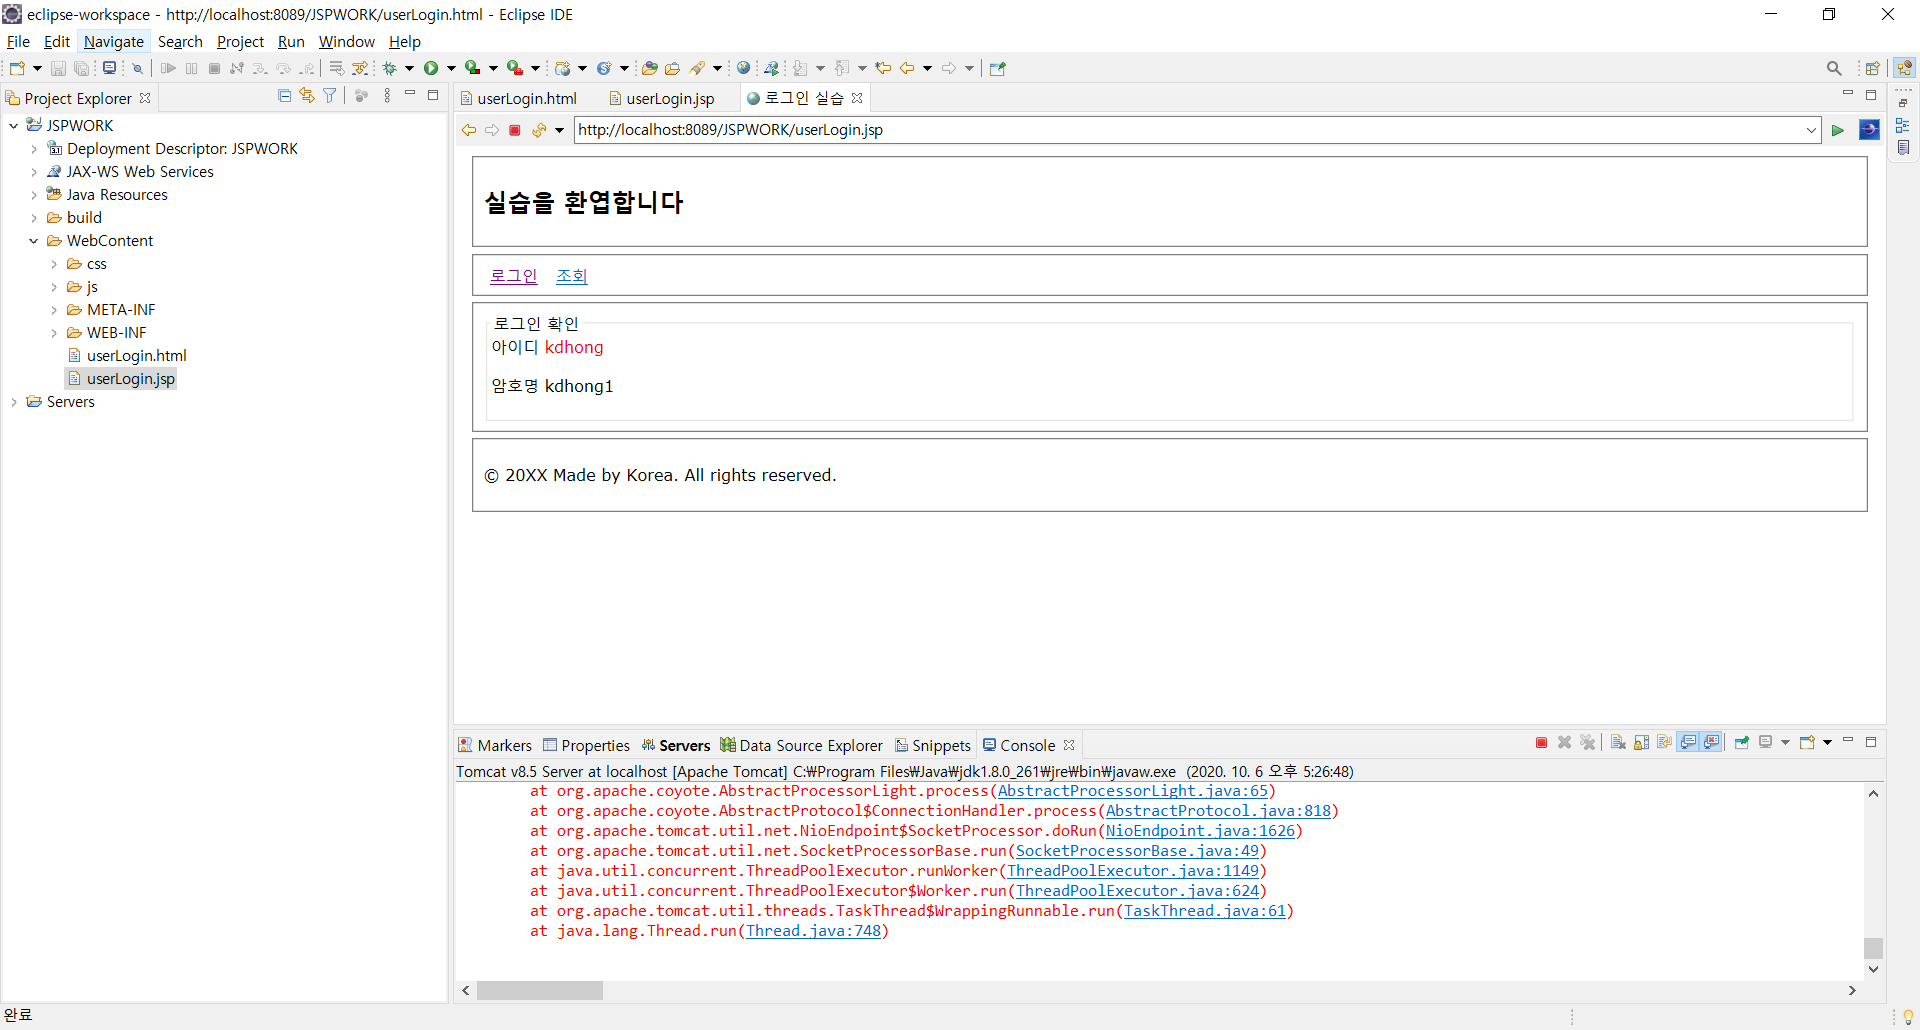 eclipse-workspace - http://localhost:8089/JSPWORK/userLogin.html - Eclipse IDE
File Edit Navigate Search Project Run Window Help
Project Explorer
JSPWORK
Deployment Descriptor: JSPWORK
JAX-WS Web Services
Java Resources
build
WebContent
css
js
META-INF
WEB-INF
userLogin.html
userLogin.jsp
Servers
userLogin.html userLogin.jsp 로그인 실습
http://localhost:8089/JSPWORK/userLogin.jsp
실습을 환엽합니다
로그인 조회
로그인 확인
아이디 kdhong
암호명 kdhong1
© 20XX Made by Korea. All rights reserved.
Markers Properties Servers Data Source Explorer Snippets Console
Tomcat v8.5 Server at localhost [Apache Tomcat] C:₩Program Files₩Java₩jdk1.8.0_261₩jre₩bin₩javaw.exe (2020. 10. 6 오후 5:26:48)
at org.apache.coyote.AbstractProcessorLight.process(AbstractProcessorLight.java:65)
at org.apache.coyote.AbstractProtocol$ConnectionHandler.process(AbstractProtocol.java:818)
at org.apache.tomcat.util.net.NioEndpoint$SocketProcessor.doRun(NioEndpoint.java:1626)
at org.apache.tomcat.util.net.SocketProcessorBase.run(SocketProcessorBase.java:49)
at java.util.concurrent.ThreadPoolExecutor.runWorker(ThreadPoolExecutor.java:1149)
at java.util.concurrent.ThreadPoolExecutor$Worker.run(ThreadPoolExecutor.java:624)
at org.apache.tomcat.util.threads.TaskThread$WrappingRunnable.run(TaskThread.java:61)
at java.lang.Thread.run(Thread.java:748)
완료